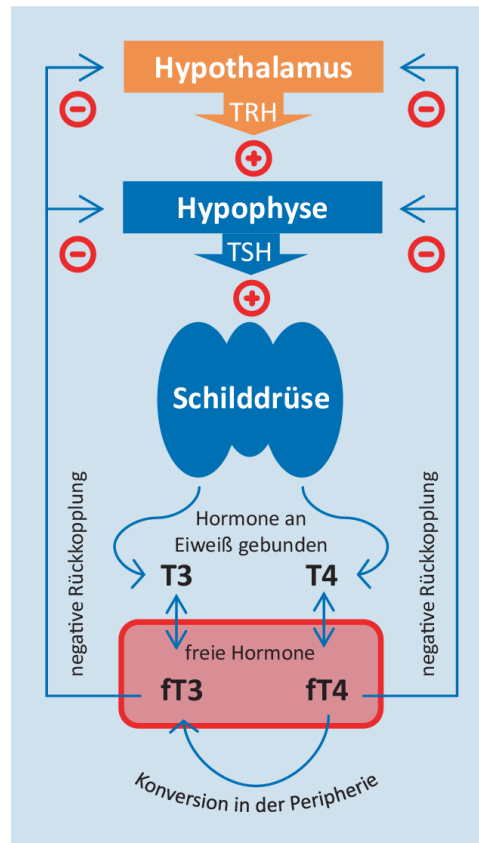 Hypothalamus
TRH
Hypophyse
TSH
Schilddrüse
Hormone an
Eiweiß gebunden
T3
T4
negative Rückkopplung
negative Rückkopplung
freie Hormone
fT3
fT4
Konversion in der Peripherie